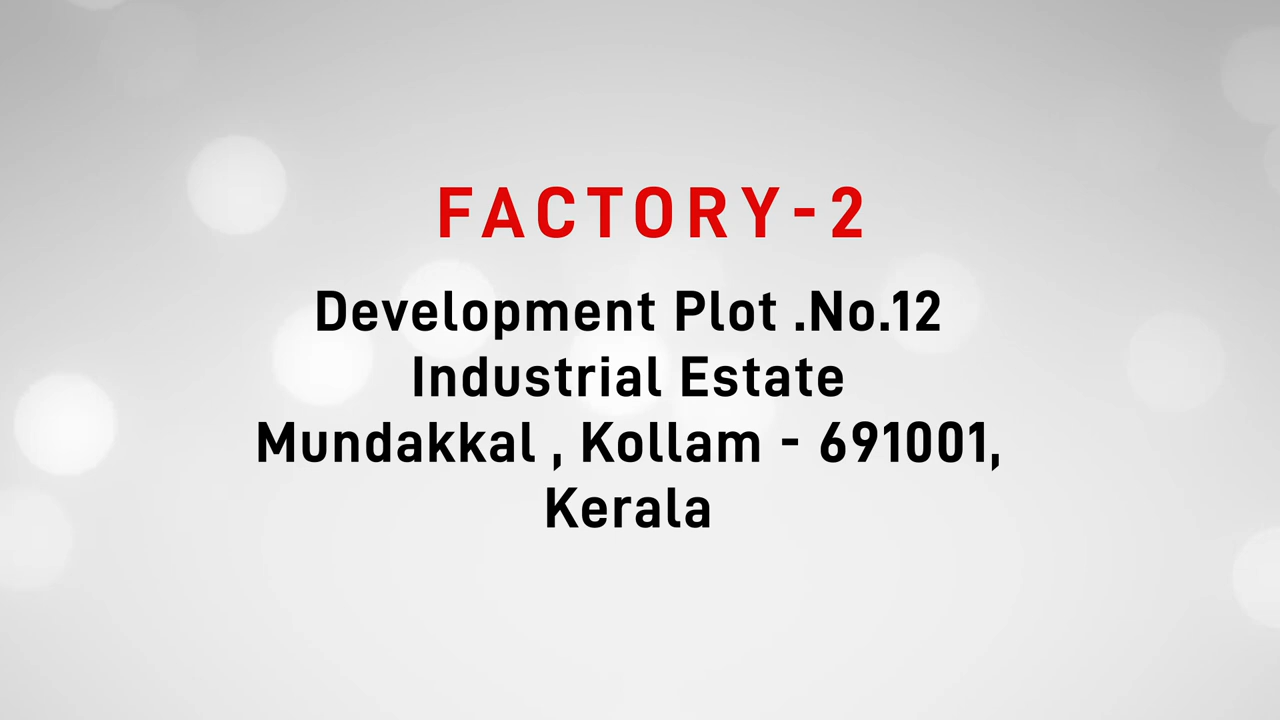 FACTORY-2
Development Plot .No.12
Industrial Estate
Mundakkal , Kollam - 691001,
Kerala